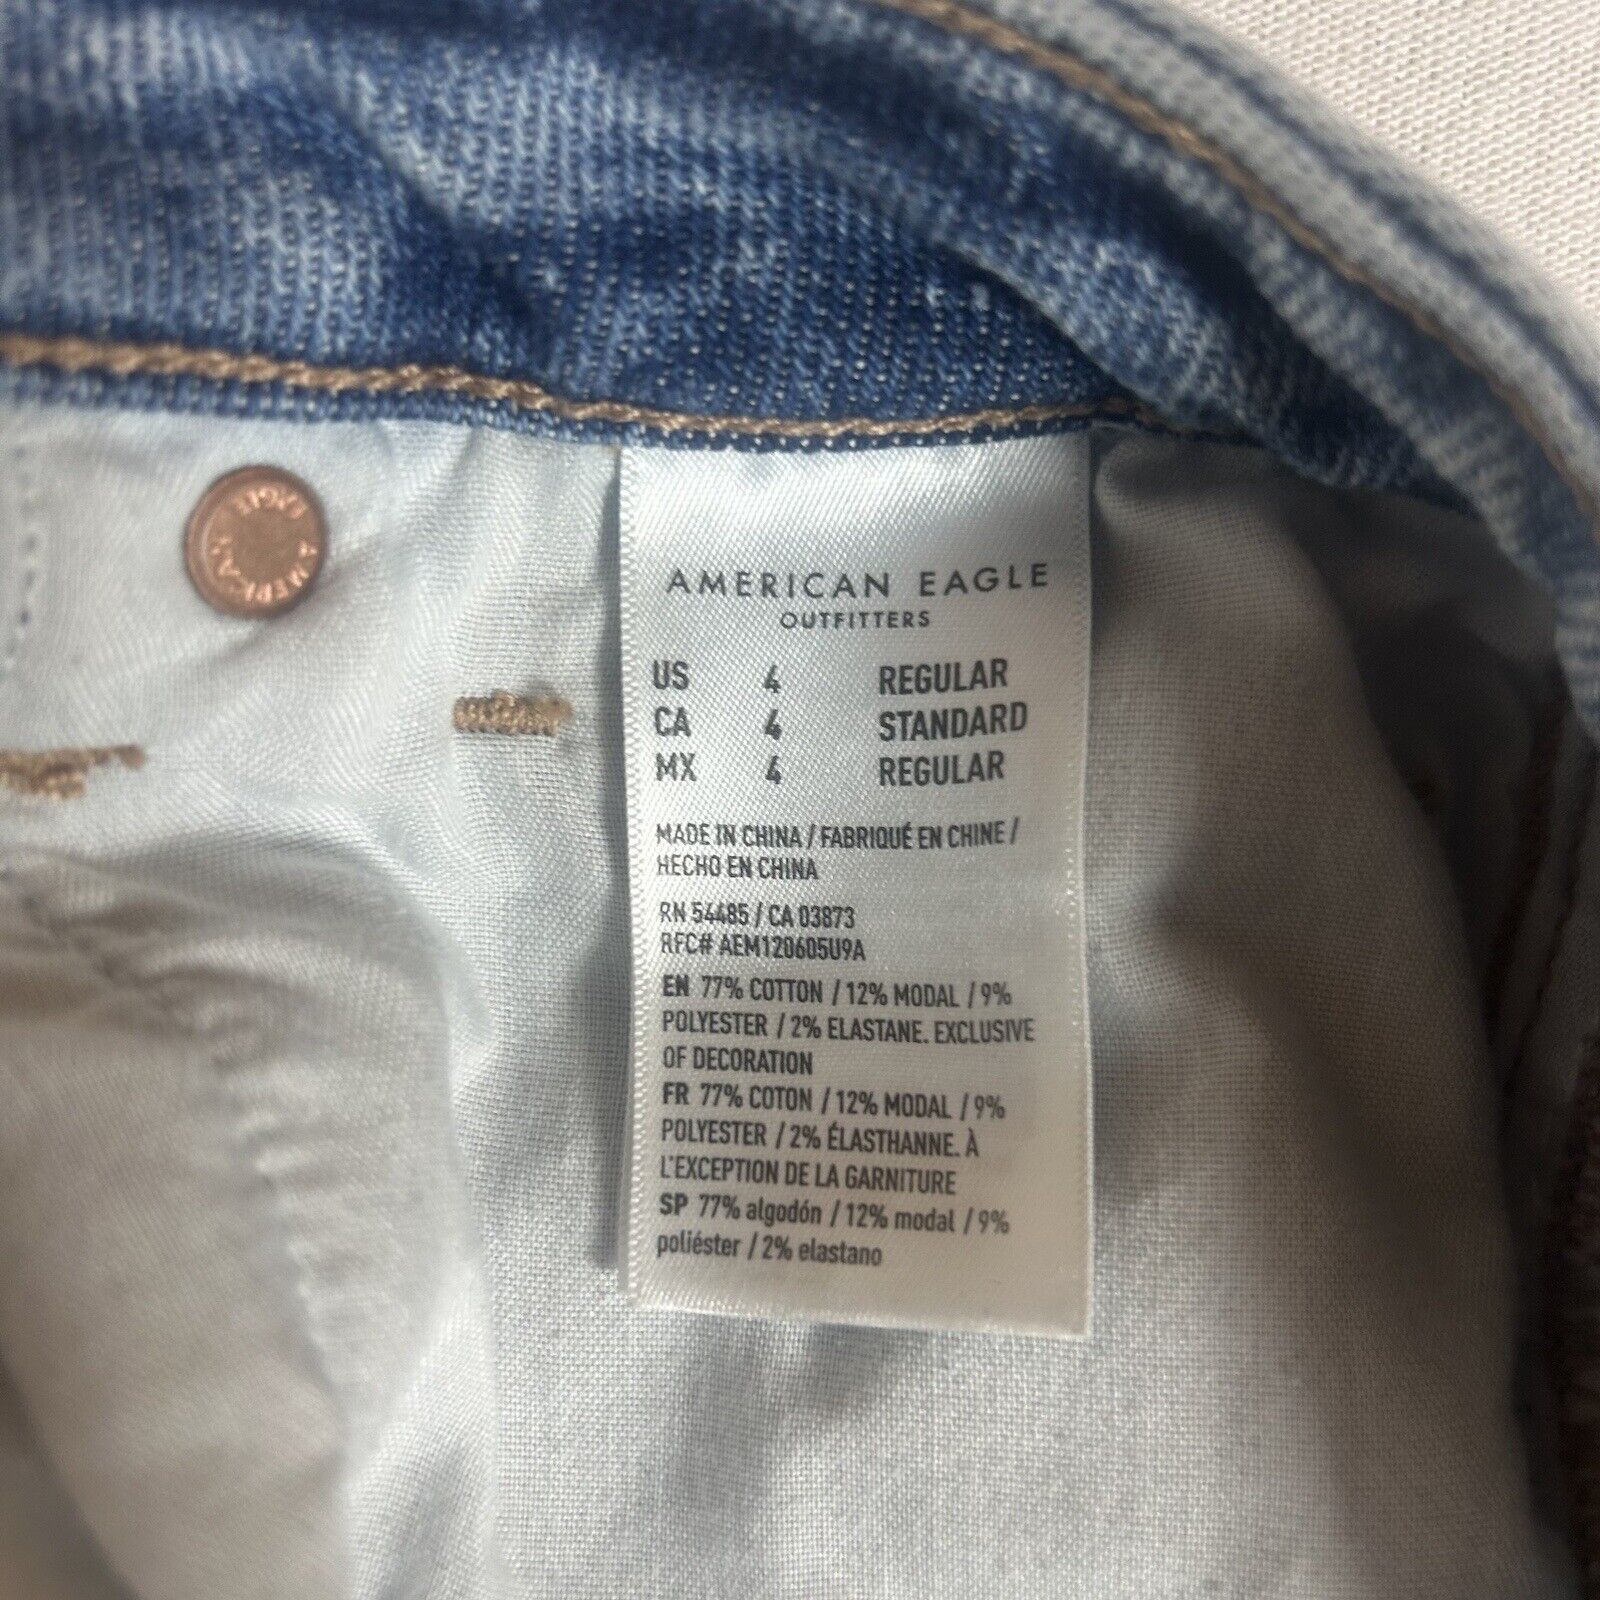 AMERICAN EAGLE
AMERICAN EAGLE
OUTFITTERS
US 4 REGULAR
CA 4 STANDARD
MX 4 REGULAR
MADE IN CHINA / FABRIQUÉ EN CHINE /
HECHO EN CHINA
RN 54485 / CA 03873
RFC# AEM120605U9A
EN 77% COTTON / 12% MODAL / 9%
POLYESTER / 2% ELASTANE. EXCLUSIVE
OF DECORATION
FR 77% COTON / 12% MODAL / 9%
POLYESTER / 2% ÉLASTHANNE. À
L'EXCEPTION DE LA GARNITURE
SP 77% algodón / 12% modal / 9%
poliéster / 2% elastano